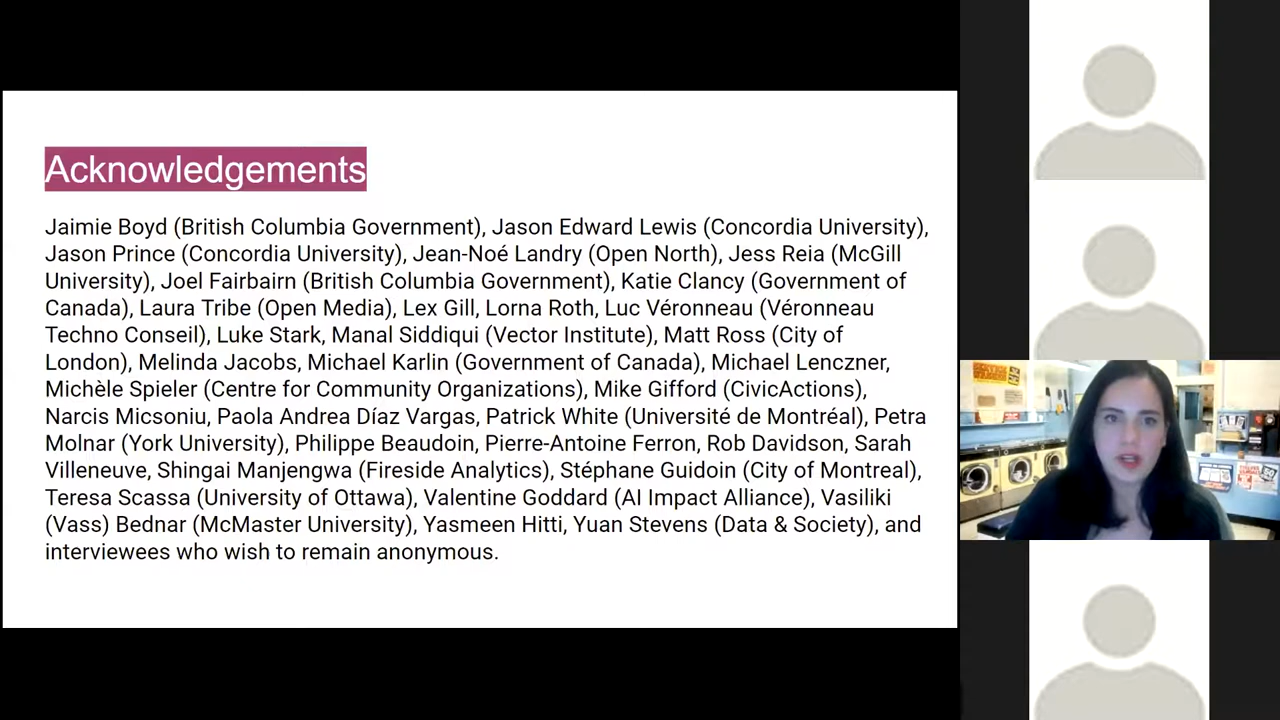 Acknowledgements
Jaimie Boyd (British Columbia Government), Jason Edward Lewis (Concordia University),
Jason Prince (Concordia University), Jean-Noé Landry (Open North), Jess Reia (McGill
University), Joel Fairbairn (British Columbia Government), Katie Clancy (Government of
Canada), Laura Tribe (Open Media), Lex Gill, Lorna Roth, Luc Véronneau (Véronneau
Techno Conseil), Luke Stark, Manal Siddiqui (Vector Institute), Matt Ross (City of
London), Melinda Jacobs, Michael Karlin (Government of Canada), Michael Lenczner,
Michèle Spieler (Centre for Community Organizations), Mike Gifford (CivicActions),
Narcis Micsoniu, Paola Andrea Díaz Vargas, Patrick White (Université de Montréal), Petra
Molnar (York University), Philippe Beaudoin, Pierre-Antoine Ferron, Rob Davidson, Sarah
Villeneuve, Shingai Manjengwa (Fireside Analytics), Stéphane Guidoin (City of Montreal),
Teresa Scassa (University of Ottawa), Valentine Goddard (AI Impact Alliance), Vasiliki
(Vass) Bednar (McMaster University), Yasmeen Hitti, Yuan Stevens (Data & Society), and
interviewees who wish to remain anonymous.